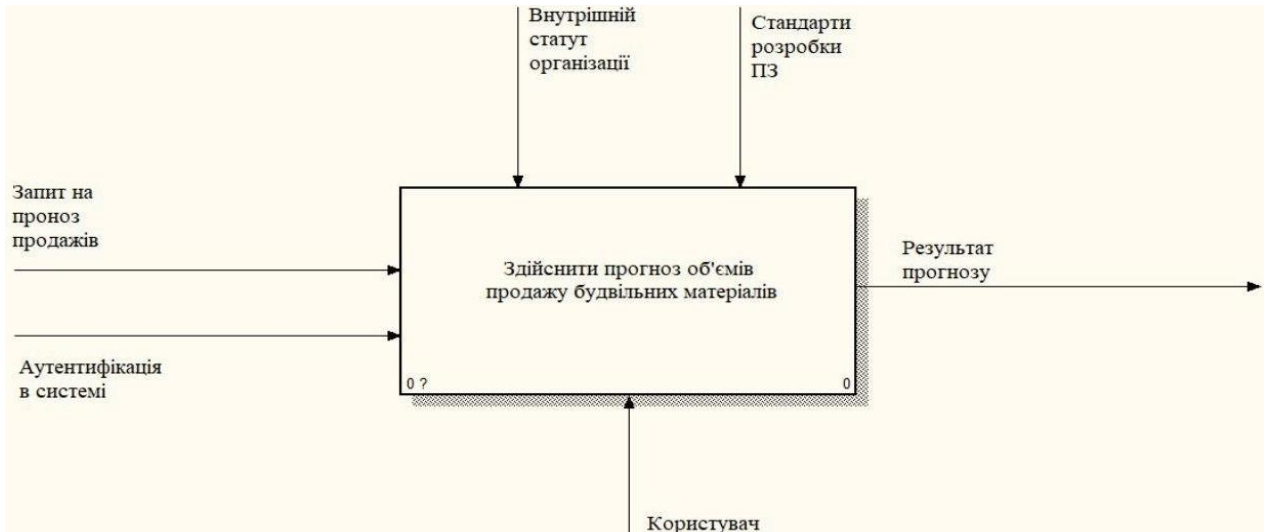 Внутрішній
статут
організації
Стандарти
розробки
ПЗ
Запит на
проноз
продажів
Здійснити прогноз об'ємів
продажу будвільних матеріалів
Результат
прогнозу
Аутентифікація
в системі
0 ?
0
Користувач